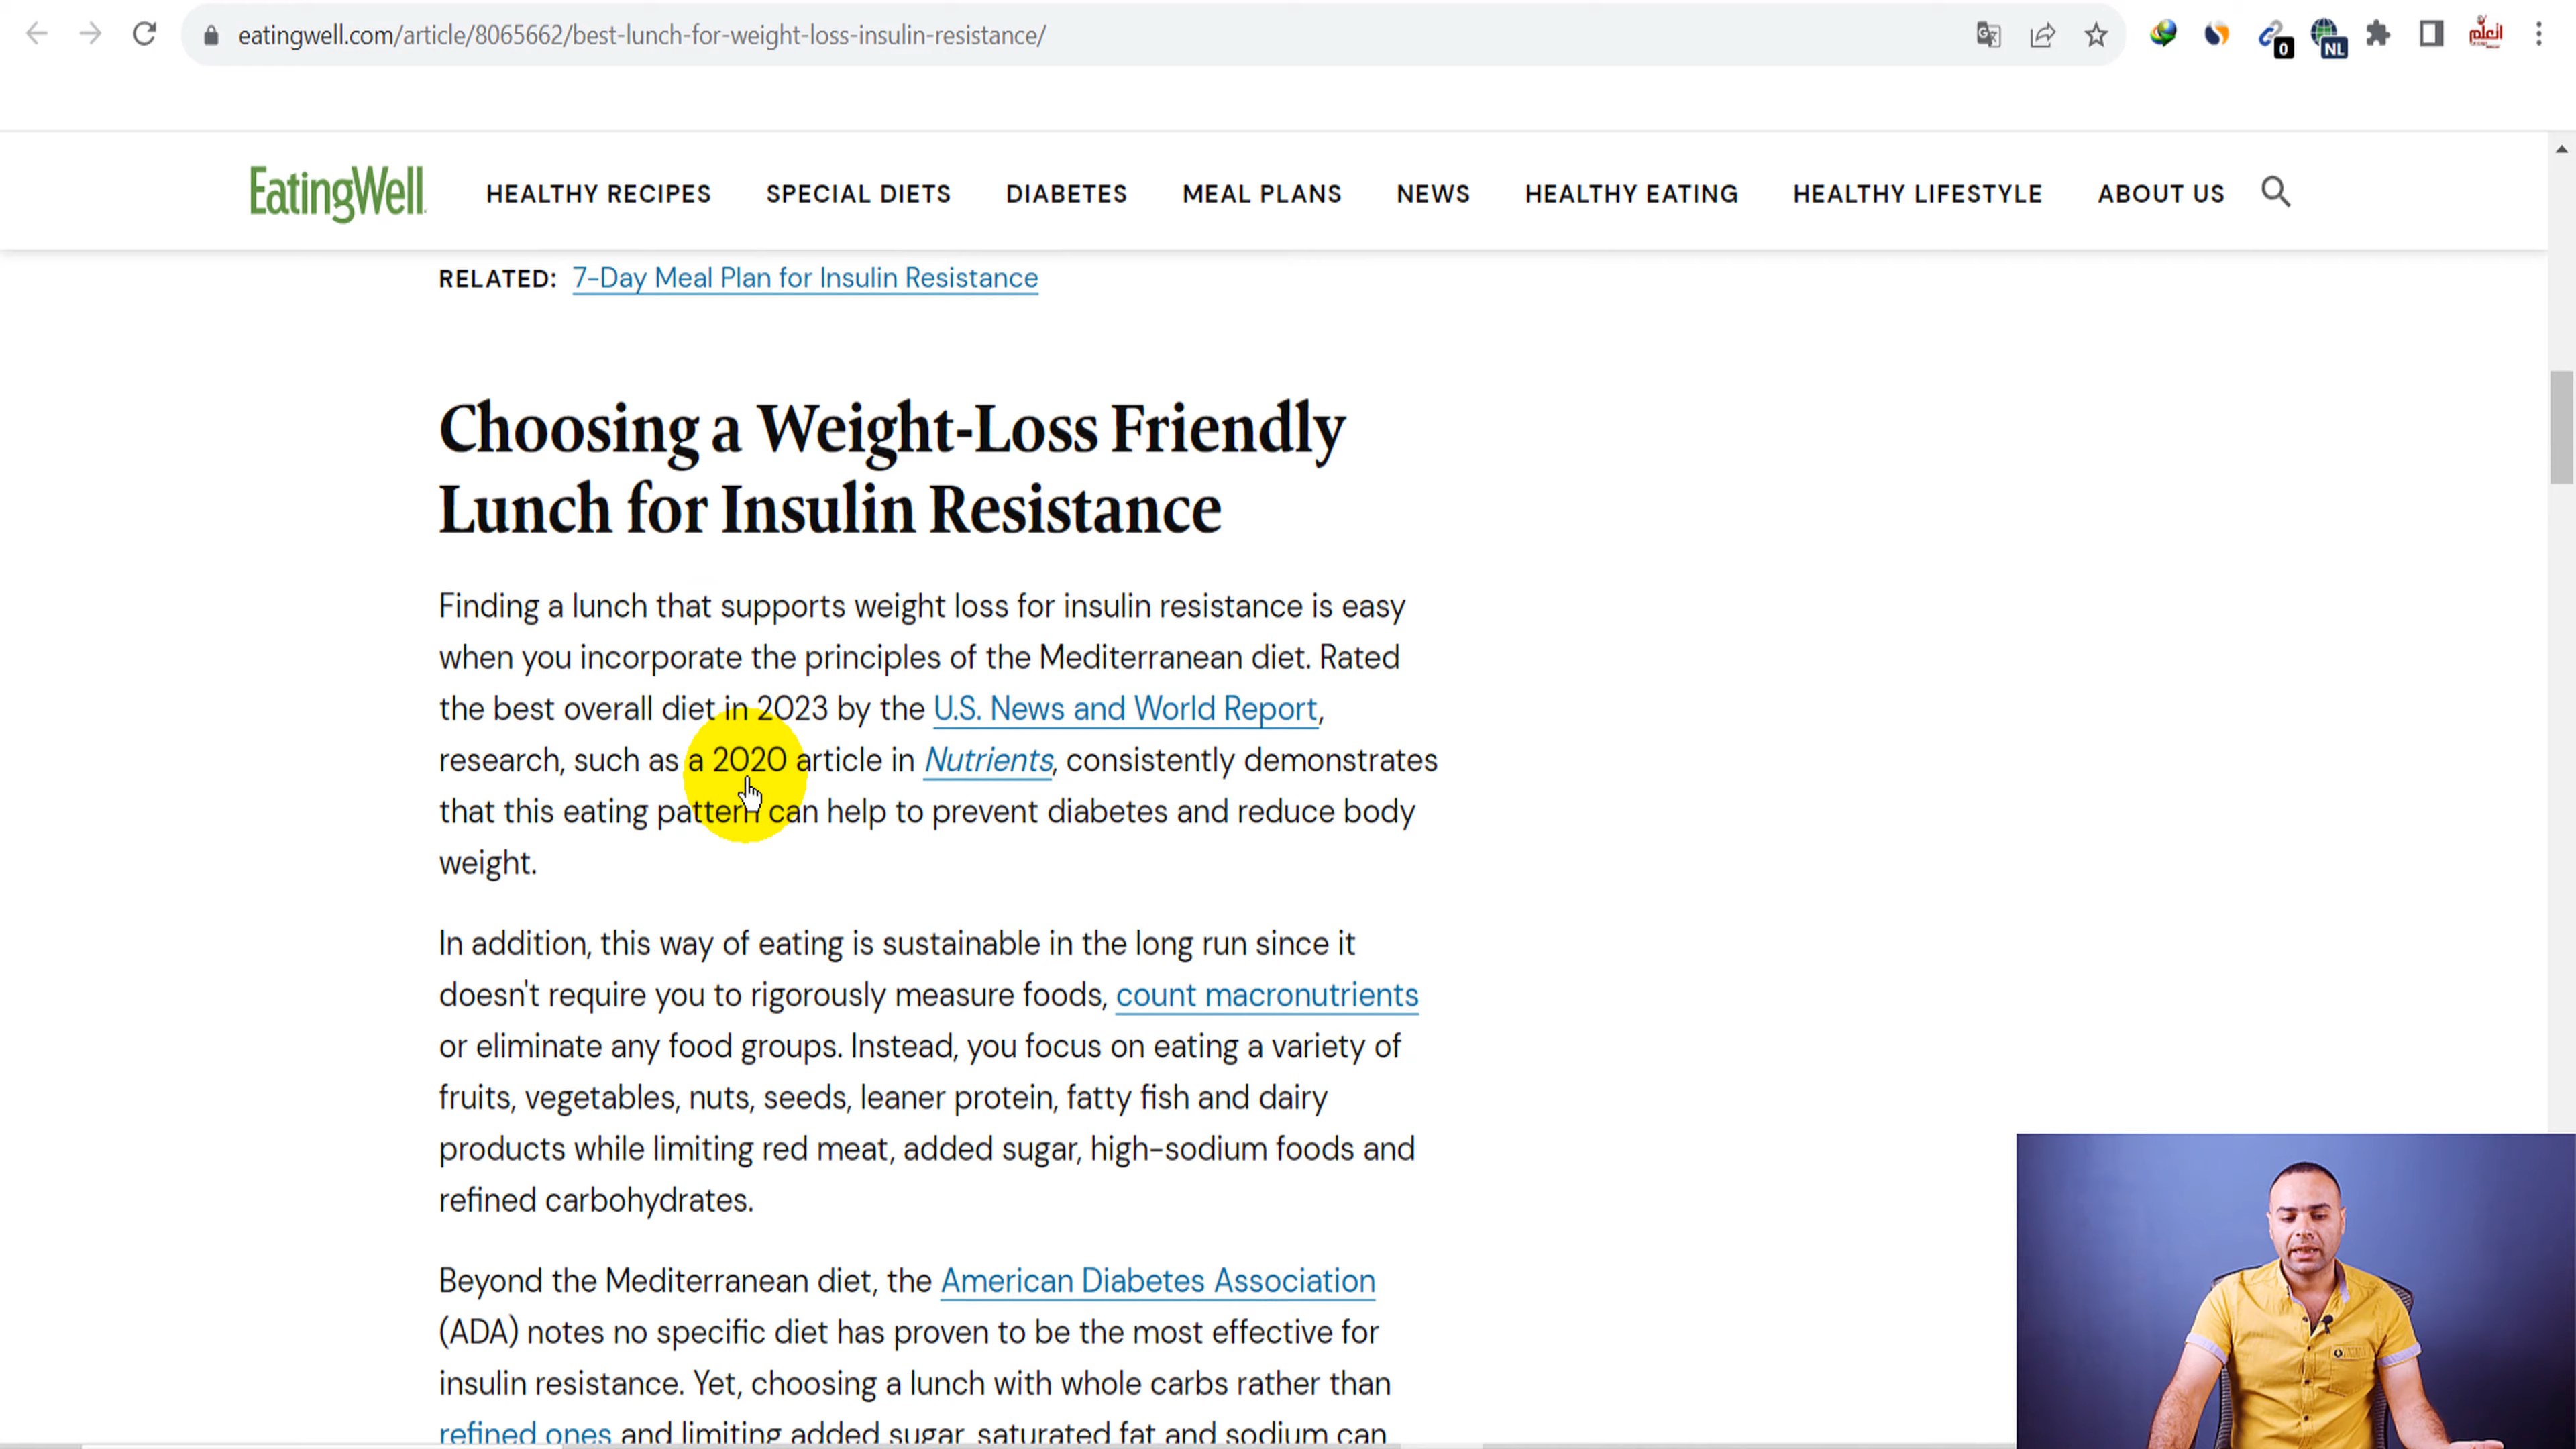 eatingwell.com/article/8065662/best-lunch-for-weight-loss-insulin-resistance/
0
NL
EatingWell
HEALTHY RECIPES SPECIAL DIETS DIABETES MEAL PLANS NEWS HEALTHY EATING HEALTHY LIFESTYLE ABOUT US
RELATED: 7-Day Meal Plan for Insulin Resistance
Choosing a Weight-Loss Friendly
Lunch for Insulin Resistance
Finding a lunch that supports weight loss for insulin resistance is easy
when you incorporate the principles of the Mediterranean diet. Rated
the best overall diet in 2023 by the U.S. News and World Report,
research, such as a 2020 article in Nutrients, consistently demonstrates
that this eating pattern can help to prevent diabetes and reduce body
weight.
In addition, this way of eating is sustainable in the long run since it
doesn't require you to rigorously measure foods, count macronutrients
or eliminate any food groups. Instead, you focus on eating a variety of
fruits, vegetables, nuts, seeds, leaner protein, fatty fish and dairy
products while limiting red meat, added sugar, high-sodium foods and
refined carbohydrates.
Beyond the Mediterranean diet, the American Diabetes Association
(ADA) notes no specific diet has proven to be the most effective for
insulin resistance. Yet, choosing a lunch with whole carbs rather than
refined ones and limiting added sugar, saturated fat and sodium can